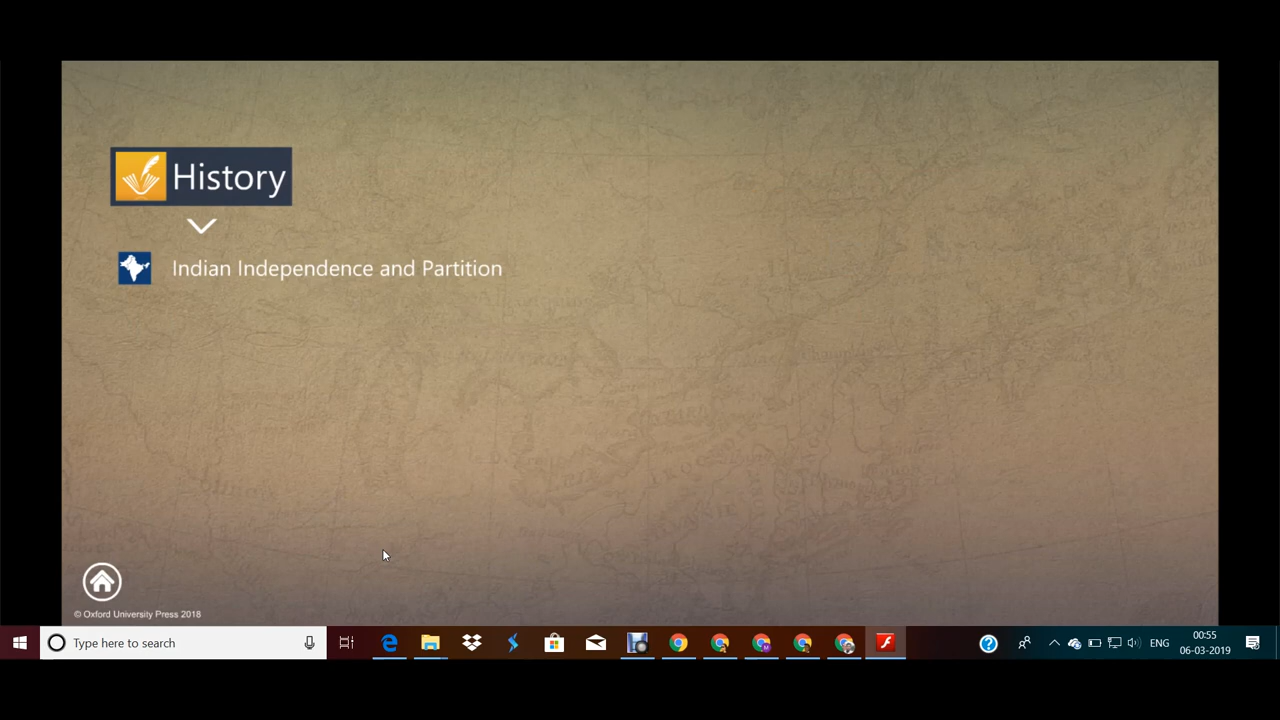 History
Indian Independence and Partition
© Oxford University Press 2018
Type here to search
ENG
00:55
06-03-2019